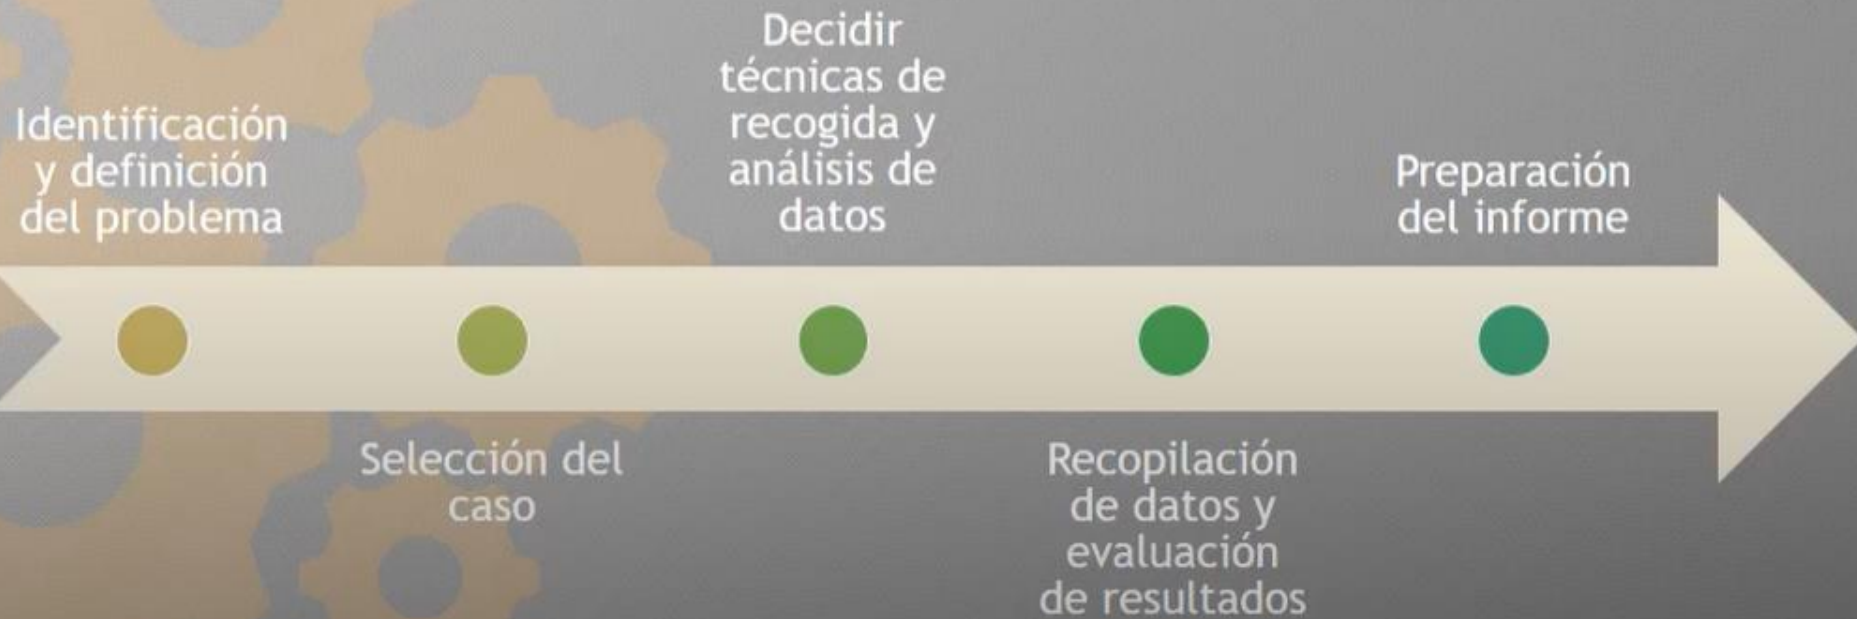 Identificación
y definición
del problema
Selección del
caso
Decidir
técnicas de
recogida y
análisis de
datos
Recopilación
de datos y
evaluación
de resultados
Preparación
del informe